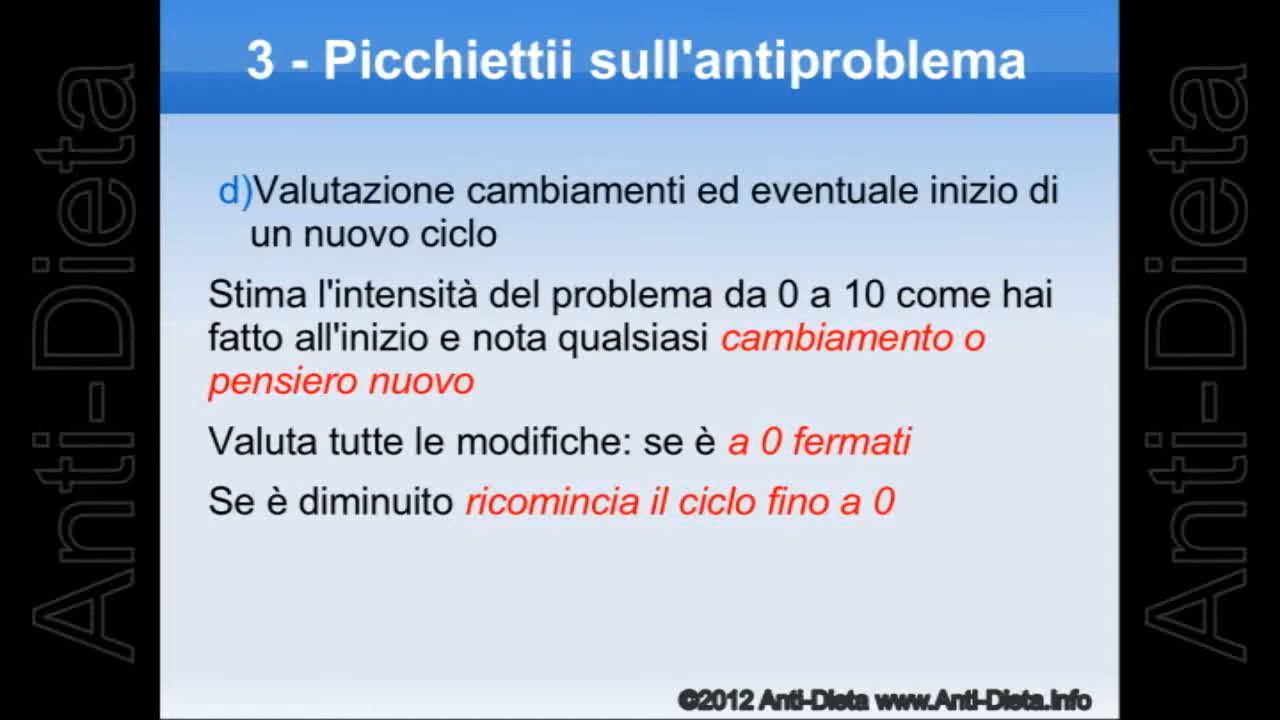 3 - Picchiettii sull'antiproblema
d)Valutazione cambiamenti ed eventuale inizio di
un nuovo ciclo
Stima l'intensità del problema da 0 a 10 come hai
fatto all'inizio e nota qualsiasi cambiamento o
pensiero nuovo
Valuta tutte le modifiche: se è a 0 fermati
Se è diminuito ricomincia il ciclo fino a 0
©2012 Anti-Dieta www.Anti-Dieta.info
Anti-Dieta
Anti-Dieta